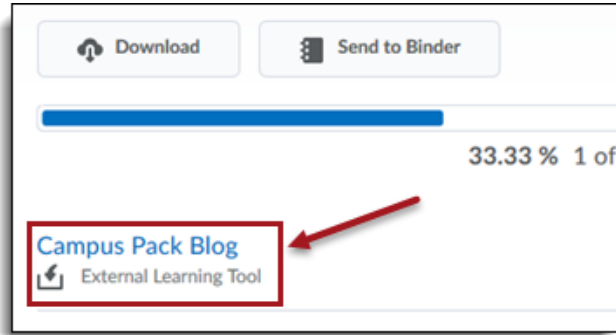 Download Send to Binder
33.33 % 1 of
Campus Pack Blog
External Learning Tool